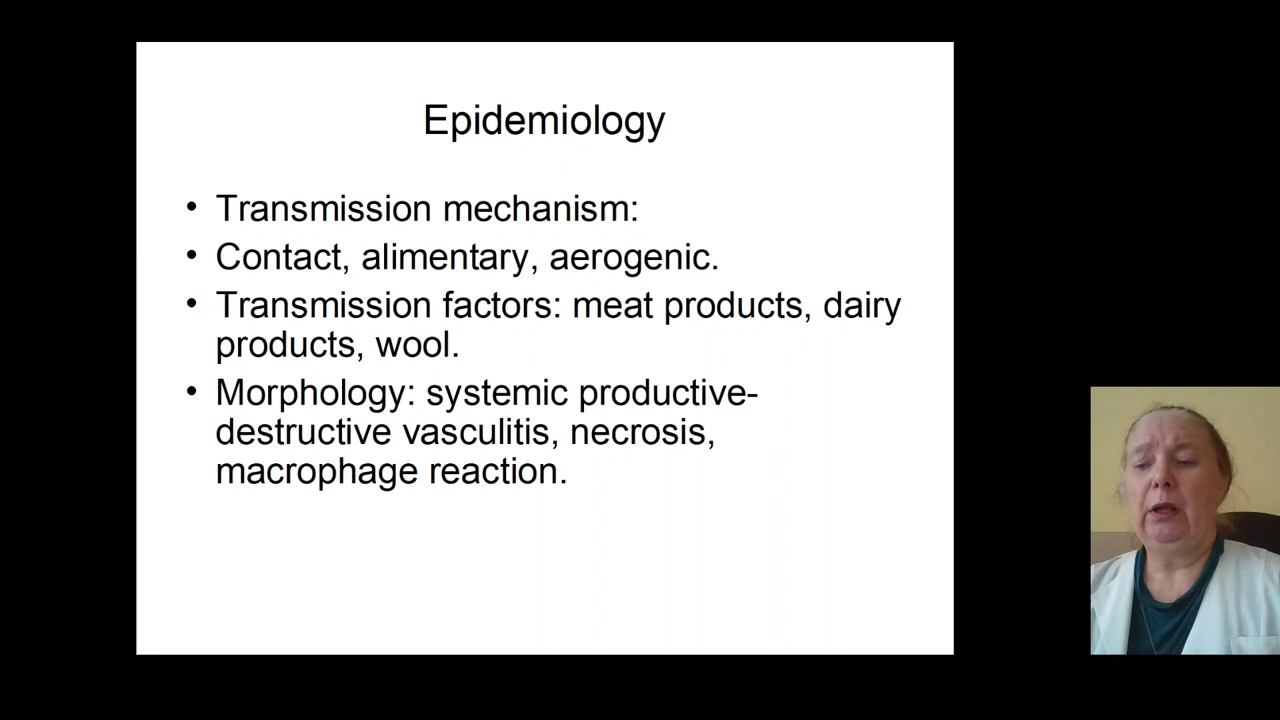 Epidemiology
• Transmission mechanism:
• Contact, alimentary, aerogenic.
• Transmission factors: meat products, dairy
products, wool.
• Morphology: systemic productive-
destructive vasculitis, necrosis,
macrophage reaction.